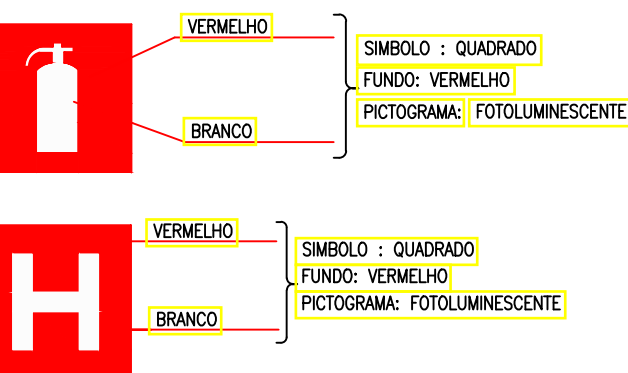 VERMELHO
SIMBOLO : QUADRADO
FUNDO: VERMELHO
PICTOGRAMA: FOTOLUMINESCENTE
BRANCO
H
VERMELHO
SIMBOLO : QUADRADO
FUNDO: VERMELHO
PICTOGRAMA: FOTOLUMINESCENTE
BRANCO